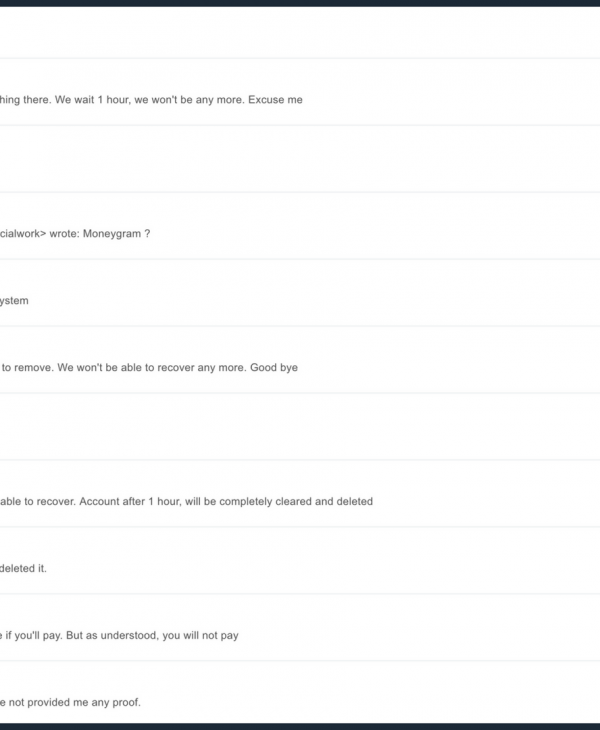 hing there. We wait 1 hour, we won't be any more. Excuse me
cialwork> wrote: Moneygram ?
ystem
to remove. We won't be able to recover any more. Good bye
able to recover. Account after 1 hour, will be completely cleared and deleted
deleted it.
e if you'll pay. But as understood, you will not pay
e not provided me any proof.